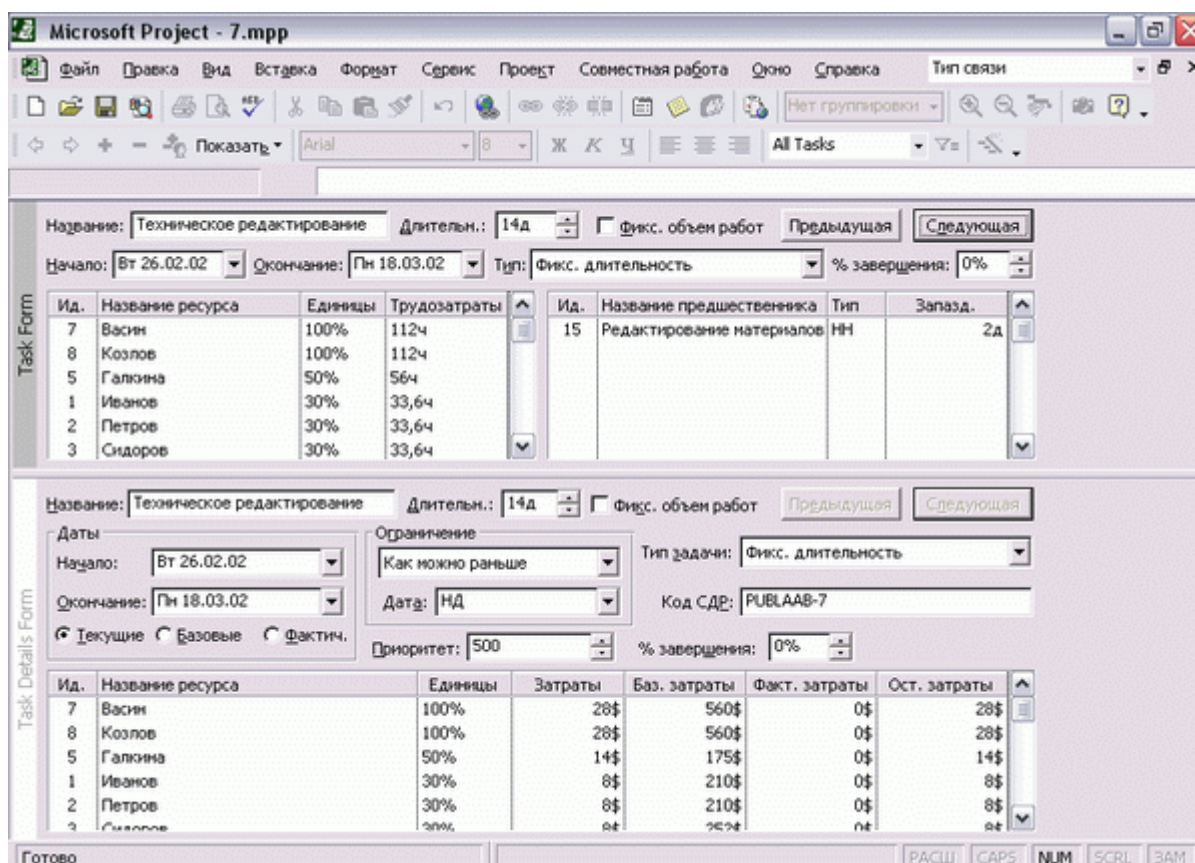 Microsoft Project - 7.mpp
Файл Правка Вид Вставка Формат Сервис Проект Совместная работа Окно Справка Тип связи
Нет группировки
Показать Arial 8 Ж К Ч All Tasks
Task Form
Название: Техническое редактирование Длительн.: 14д Фикс. объем работ Предыдущая Следующая
Начало: Вт 26.02.02 Окончание: Пн 18.03.02 Тип: Фикс. длительность % завершения: 0%
Ид. Название ресурса Единицы Трудозатраты Ид. Название предшественника Тип Запазд.
7 Васин 100% 112ч 15 Редактирование материалов НН 2д
8 Козлов 100% 112ч
5 Галкина 50% 56ч
1 Иванов 30% 33,6ч
2 Петров 30% 33,6ч
3 Сидоров 30% 33,6ч
Task Details Form
Название: Техническое редактирование Длительн.: 14д Фикс. объем работ Предыдущая Следующая
Даты Ограничение
Начало: Вт 26.02.02 Как можно раньше Тип задачи: Фикс. длительность
Окончание: Пн 18.03.02 Дата: НД Код СДР: PUBLAAB-7
Текущие Базовые Фактич. Приоритет: 500 % завершения: 0%
Ид. Название ресурса Единицы Затраты Баз. затраты Факт. затраты Ост. затраты
7 Васин 100% 28$ 560$ 0$ 28$
8 Козлов 100% 28$ 560$ 0$ 28$
5 Галкина 50% 14$ 175$ 0$ 14$
1 Иванов 30% 8$ 210$ 0$ 8$
2 Петров 30% 8$ 210$ 0$ 8$
3 Сидоров 30% 8$ 252$ 0$ 8$
Готово РАСШ CAPS NUM SCRL ЗАМ